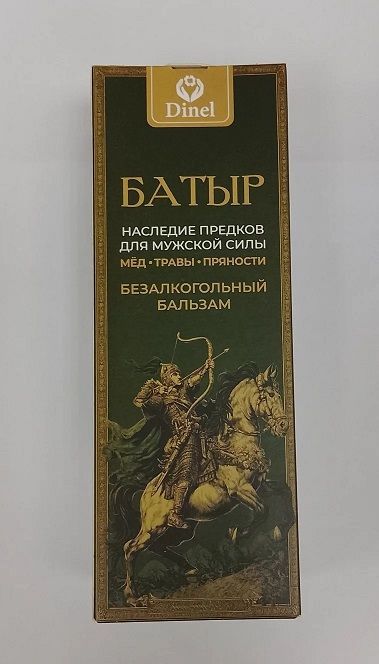 Dinel
БАТЫР
НАСЛЕДИЕ ПРЕДКОВ
ДЛЯ МУЖСКОЙ СИЛЫ
МЁД • ТРАВЫ • ПРЯНОСТИ
БЕЗАЛКОГОЛЬНЫЙ
БАЛЬЗАМ